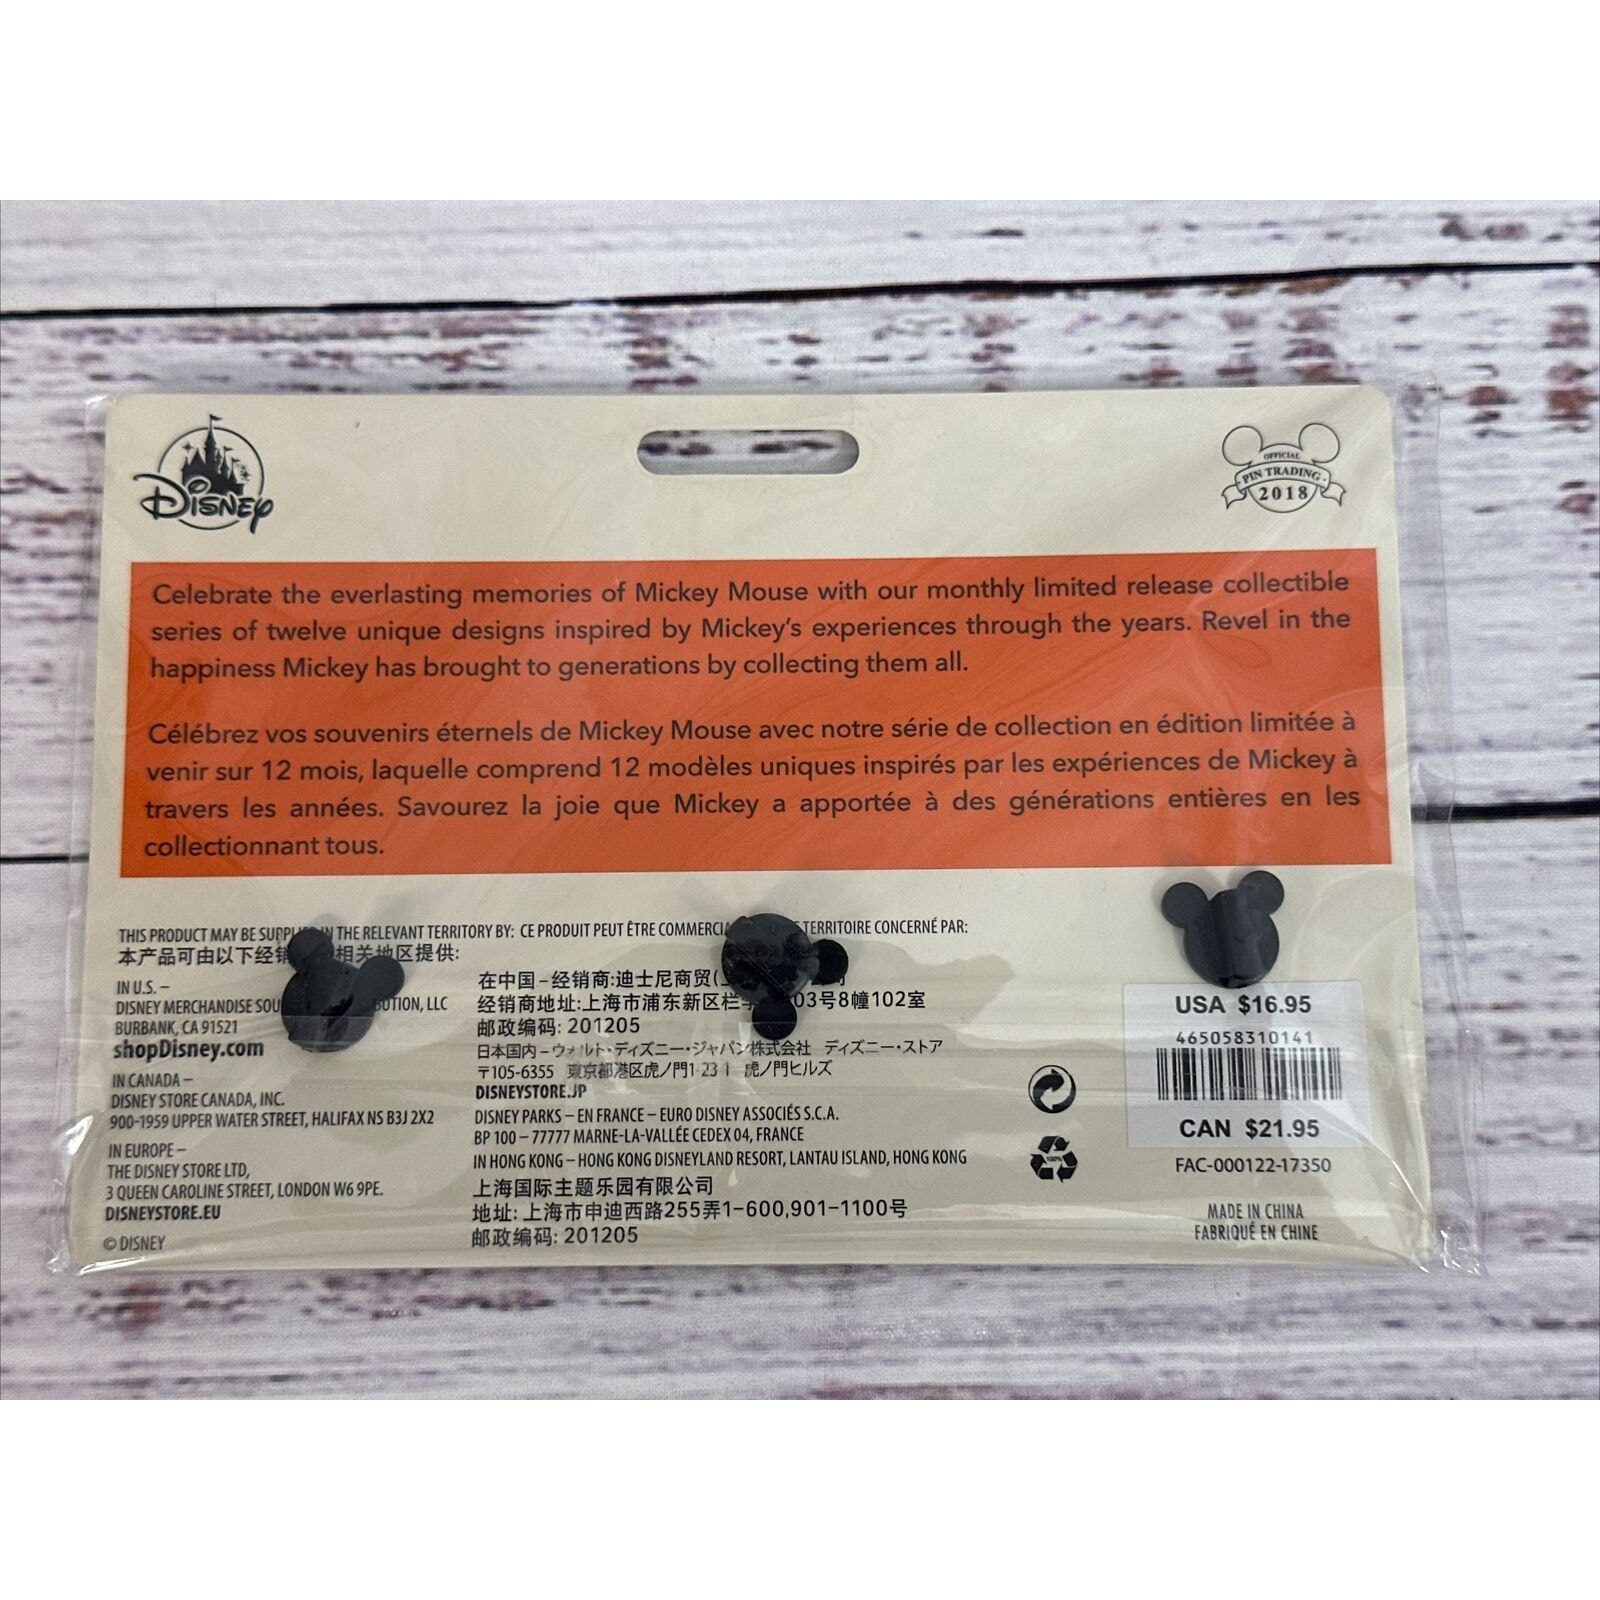 Disney
OFFICIAL
PIN TRADING
2018
Celebrate the everlasting memories of Mickey Mouse with our monthly limited release collectible
series of twelve unique designs inspired by Mickey's experiences through the years. Revel in the
happiness Mickey has brought to generations by collecting them all.
Célébrez vos souvenirs éternels de Mickey Mouse avec notre série de collection en édition limitée à
venir sur 12 mois, laquelle comprend 12 modèles uniques inspirés par les expériences de Mickey à
travers les années. Savourez la joie que Mickey a apportée à des générations entières en les
collectionnant tous.
THIS PRODUCT MAY BE IN THE RELEVANT TERRITORY BY: CE PRODUIT PEUT ÊTRE TERRITOIRE CONCERNÉ PAR:
本产品可由以下经销 相关地区提供:
IN U.S. –
DISNEY MERCHANDISE LLC
BURBANK, CA 91521
shopDisney.com
IN CANADA –
DISNEY STORE CANADA, INC.
900-1959 UPPER WATER STREET, HALIFAX NS B3J 2X2
IN EUROPE –
THE DISNEY STORE LTD,
3 QUEEN CAROLINE STREET, LONDON W6 9PE.
DISNEYSTORE.EU
© DISNEY
在中国–经销商:迪士尼商贸(
经销商地址:上海市浦东新区 03号8幢102室
邮政编码: 201205
日本国内–ウォルト・ディズニー・ジャパン株式会社 ディズニー・ストア
〒105-6355 東京都港区虎ノ門1-23-1 虎ノ門ヒルズ
DISNEYSTORE.JP
DISNEY PARKS – EN FRANCE – EURO DISNEY ASSOCIÉS S.C.A.
BP 100 – 77777 MARNE-LA-VALLÉE CEDEX 04, FRANCE
IN HONG KONG – HONG KONG DISNEYLAND RESORT, LANTAU ISLAND, HONG KONG
上海国际主题乐园有限公司
地址: 上海市申迪西路255弄1-600,901-1100号
邮政编码: 201205
100%
USA $16.95
465058310141
CAN $21.95
FAC-000122-17350
MADE IN CHINA
FABRIQUÉ EN CHINE